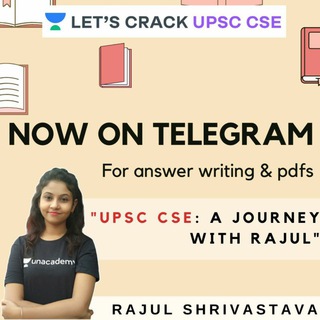 LET'S CRACK UPSC CSE
NOW ON TELEGRAM
For answer writing & pdfs
"UPSC CSE: A JOURNEY
WITH RAJUL"
unacademy
RAJUL SHRIVASTAVA